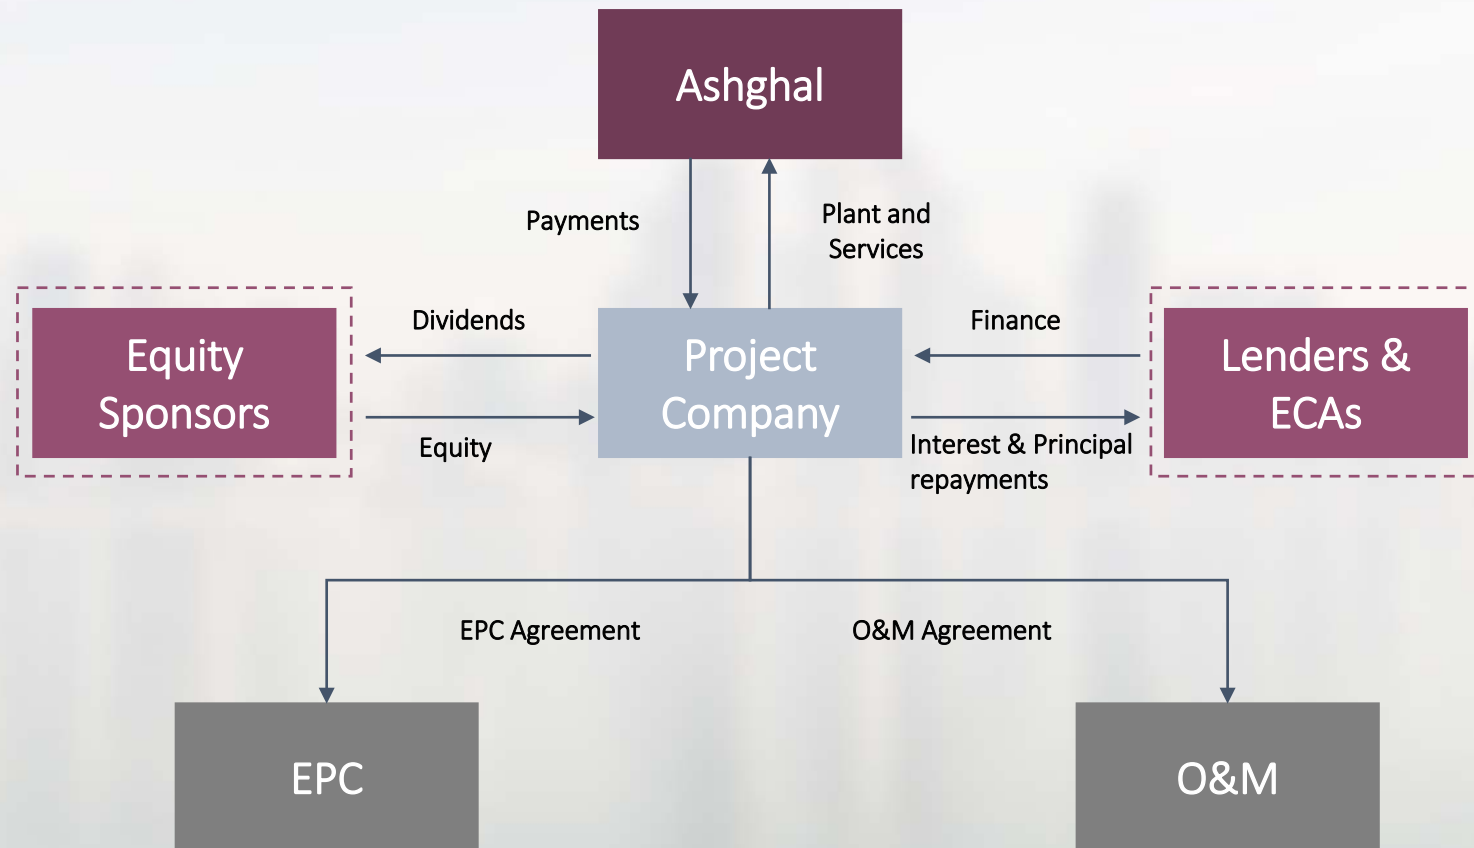 Ashghal
Payments
Plant and
Services
Dividends
Finance
Equity
Sponsors
Project
Company
Lenders &
ECAs
Equity
Interest & Principal
repayments
EPC Agreement
O&M Agreement
EPC
O&M